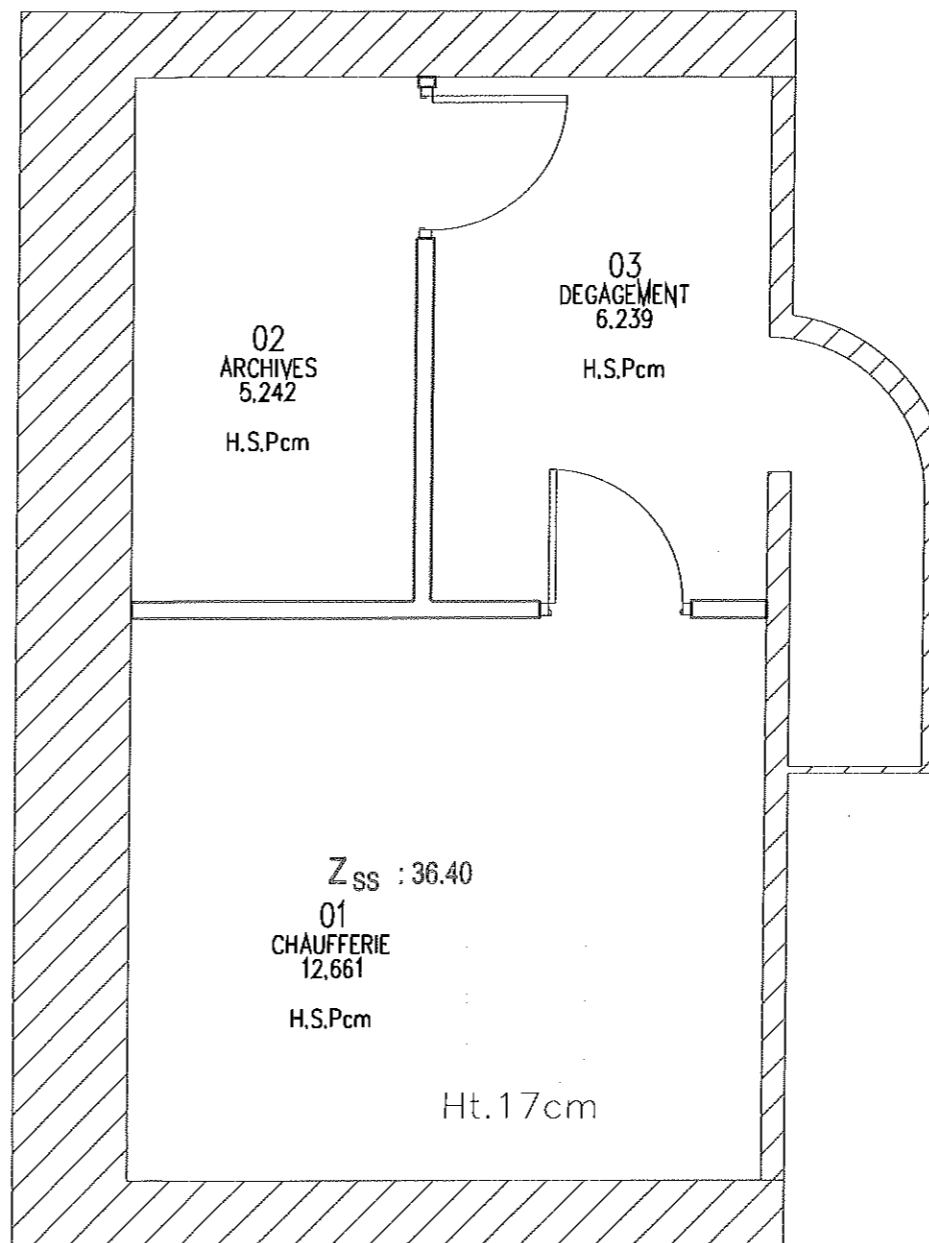 03
DEGAGEMENT
6,239
H.S.Pcm
02
ARCHIVES
5,242
H.S.Pcm
Z SS : 36.40
01
CHAUFFERIE
12,661
H.S.Pcm
Ht.17cm